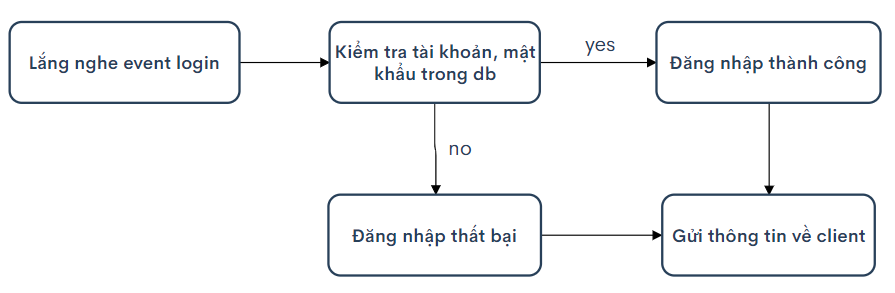 Lắng nghe event login
Kiểm tra tài khoản, mật
khẩu trong db
yes
Đăng nhập thành công
no
Đăng nhập thất bại
Gửi thông tin về client